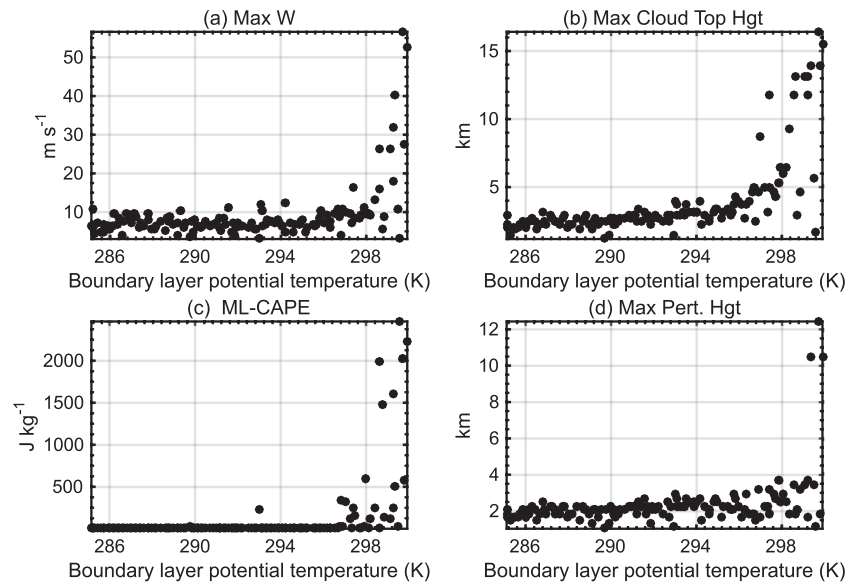 (a) Max W
50
40
30
20
10
m s⁻¹
286 290 294 298
Boundary layer potential temperature (K)
(b) Max Cloud Top Hgt
15
10
5
km
286 290 294 298
Boundary layer potential temperature (K)
(c) ML-CAPE
2000
1500
1000
500
J kg⁻¹
286 290 294 298
Boundary layer potential temperature (K)
(d) Max Pert. Hgt
12
10
8
6
4
2
km
286 290 294 298
Boundary layer potential temperature (K)